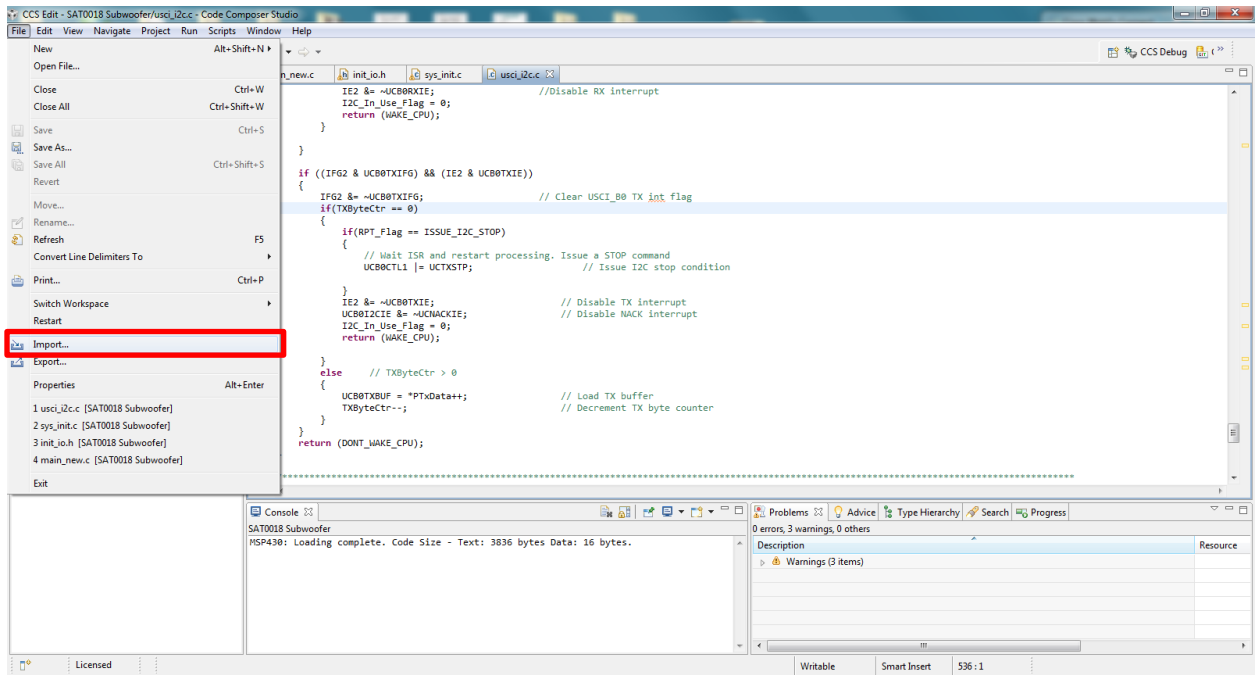 CCS Edit - SAT0018 Subwoofer/usci_i2c.c - Code Composer Studio
File Edit View Navigate Project Run Scripts Window Help
New Alt+Shift+N
Open File...
Close Ctrl+W
Close All Ctrl+Shift+W
Save Ctrl+S
Save As...
Save All Ctrl+Shift+S
Revert
Move...
Rename...
Refresh F5
Convert Line Delimiters To
Print... Ctrl+P
Switch Workspace
Restart
Import...
Export...
Properties Alt+Enter
1 usci_i2c.c [SAT0018 Subwoofer]
2 sys_init.c [SAT0018 Subwoofer]
3 init_io.h [SAT0018 Subwoofer]
4 main_new.c [SAT0018 Subwoofer]
Exit
CCS Debug
n_new.c init_io.h sys_init.c usci_i2c.c
IE2 &= ~UCB0RXIE; //Disable RX interrupt
I2C_In_Use_Flag = 0;
return (WAKE_CPU);
}
}
if ((IFG2 & UCB0TXIFG) && (IE2 & UCB0TXIE))
{
IFG2 &= ~UCB0TXIFG; // Clear USCI_B0 TX int flag
if(TXByteCtr == 0)
{
if(RPT_Flag == ISSUE_I2C_STOP)
{
// Wait ISR and restart processing. Issue a STOP command
UCB0CTL1 |= UCTXSTP; // Issue I2C stop condition
}
IE2 &= ~UCB0TXIE; // Disable TX interrupt
UCB0I2CIE &= ~UCNACKIE; // Disable NACK interrupt
I2C_In_Use_Flag = 0;
return (WAKE_CPU);
}
else // TXByteCtr > 0
{
UCB0TXBUF = *PTxData++; // Load TX buffer
TXByteCtr--; // Decrement TX byte counter
}
}
return (DONT_WAKE_CPU);
Console
SAT0018 Subwoofer
MSP430: Loading complete. Code Size - Text: 3836 bytes Data: 16 bytes.
Problems Advice Type Hierarchy Search Progress
0 errors, 3 warnings, 0 others
Description Resource
Warnings (3 items)
Licensed Writable Smart Insert 536 : 1